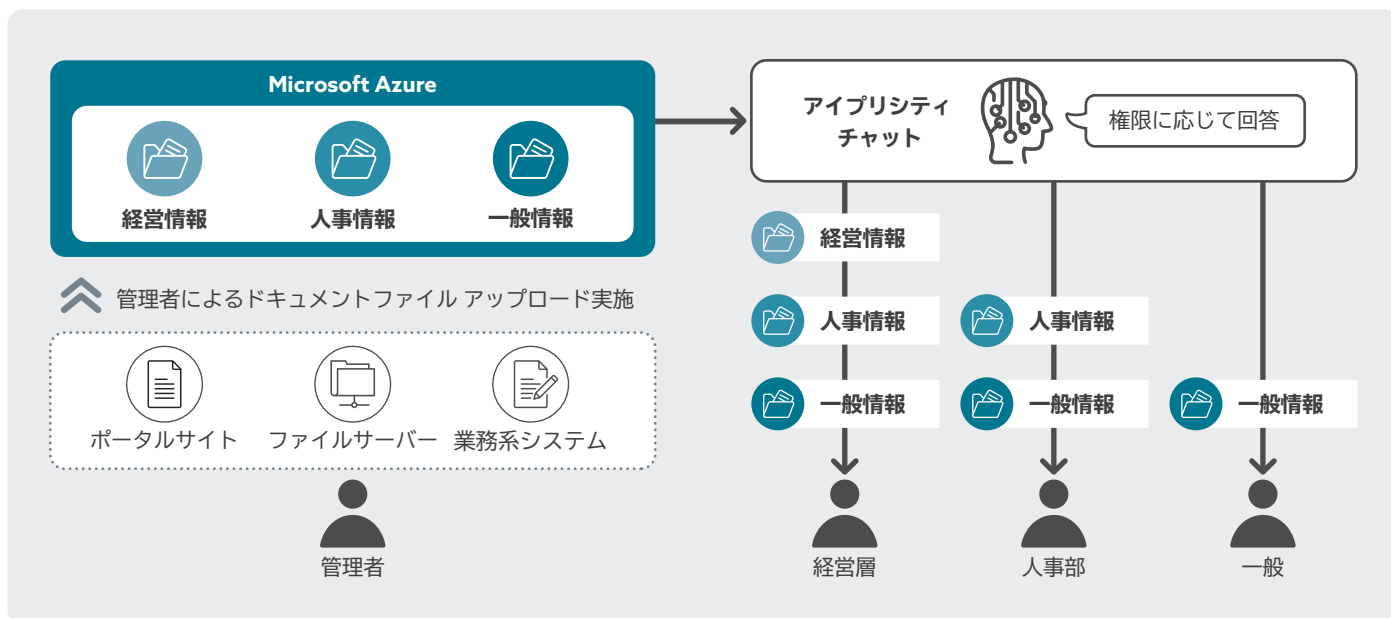 Microsoft Azure
経営情報
人事情報
一般情報
管理者によるドキュメントファイル アップロード実施
ポータルサイト
ファイルサーバー
業務系システム
管理者
アイプリシティ
チャット
権限に応じて回答
経営情報
人事情報
人事情報
一般情報
一般情報
一般情報
経営層
人事部
一般